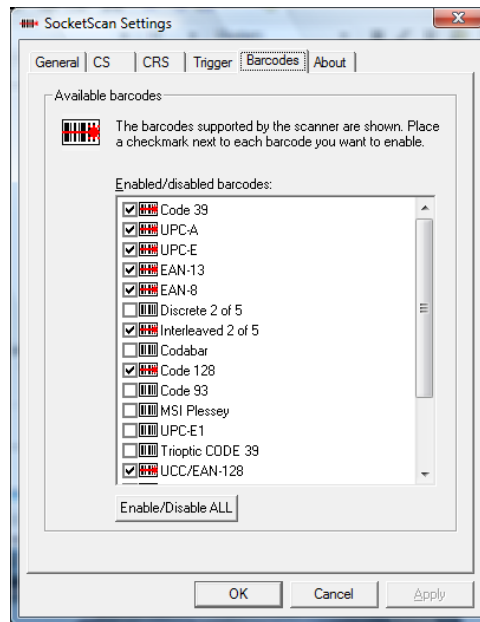 SocketScan Settings
General CS CRS Trigger Barcodes About
Available barcodes
The barcodes supported by the scanner are shown. Place
a checkmark next to each barcode you want to enable.
Enabled/disabled barcodes:
Code 39
UPC-A
UPC-E
EAN-13
EAN-8
Discrete 2 of 5
Interleaved 2 of 5
Codabar
Code 128
Code 93
MSI Plessey
UPC-E1
Trioptic CODE 39
UCC/EAN-128
Enable/Disable ALL
OK Cancel Apply